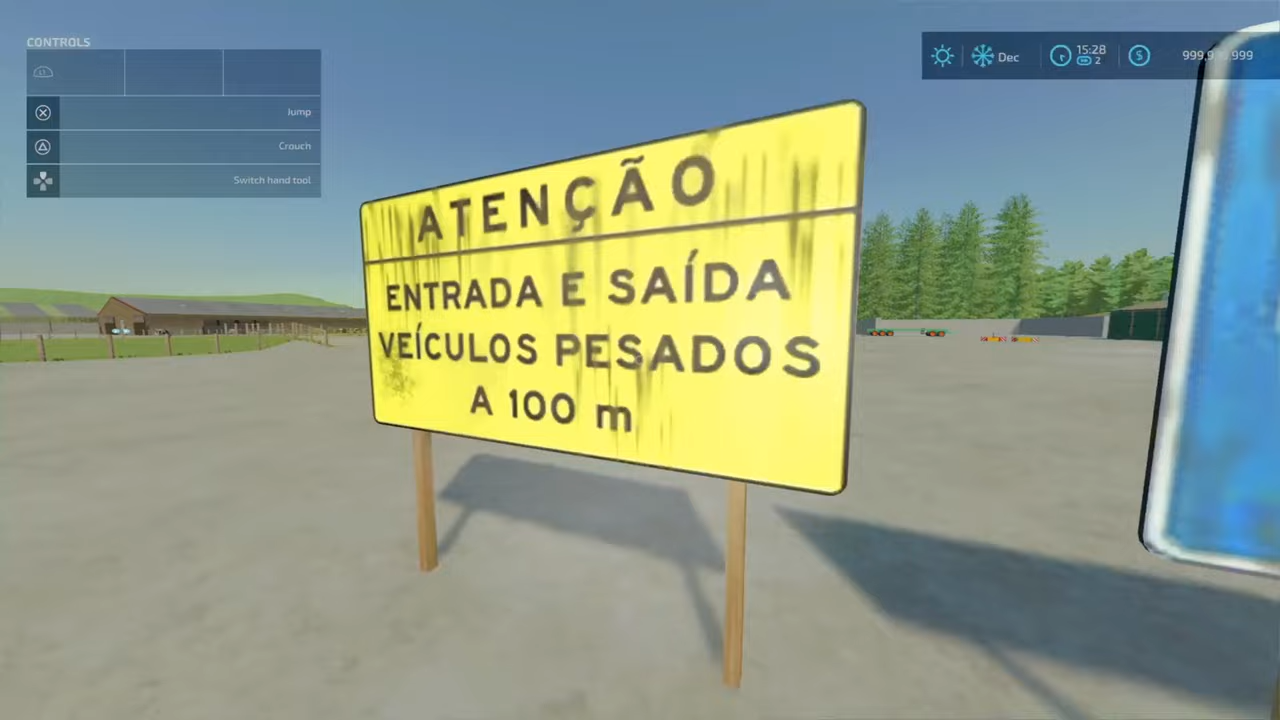 CONTROLS
Jump
Crouch
Switch hand tool
Dec
15:28
2
ATENÇÃO
ENTRADA E SAÍDA
VEÍCULOS PESADOS
A 100 m